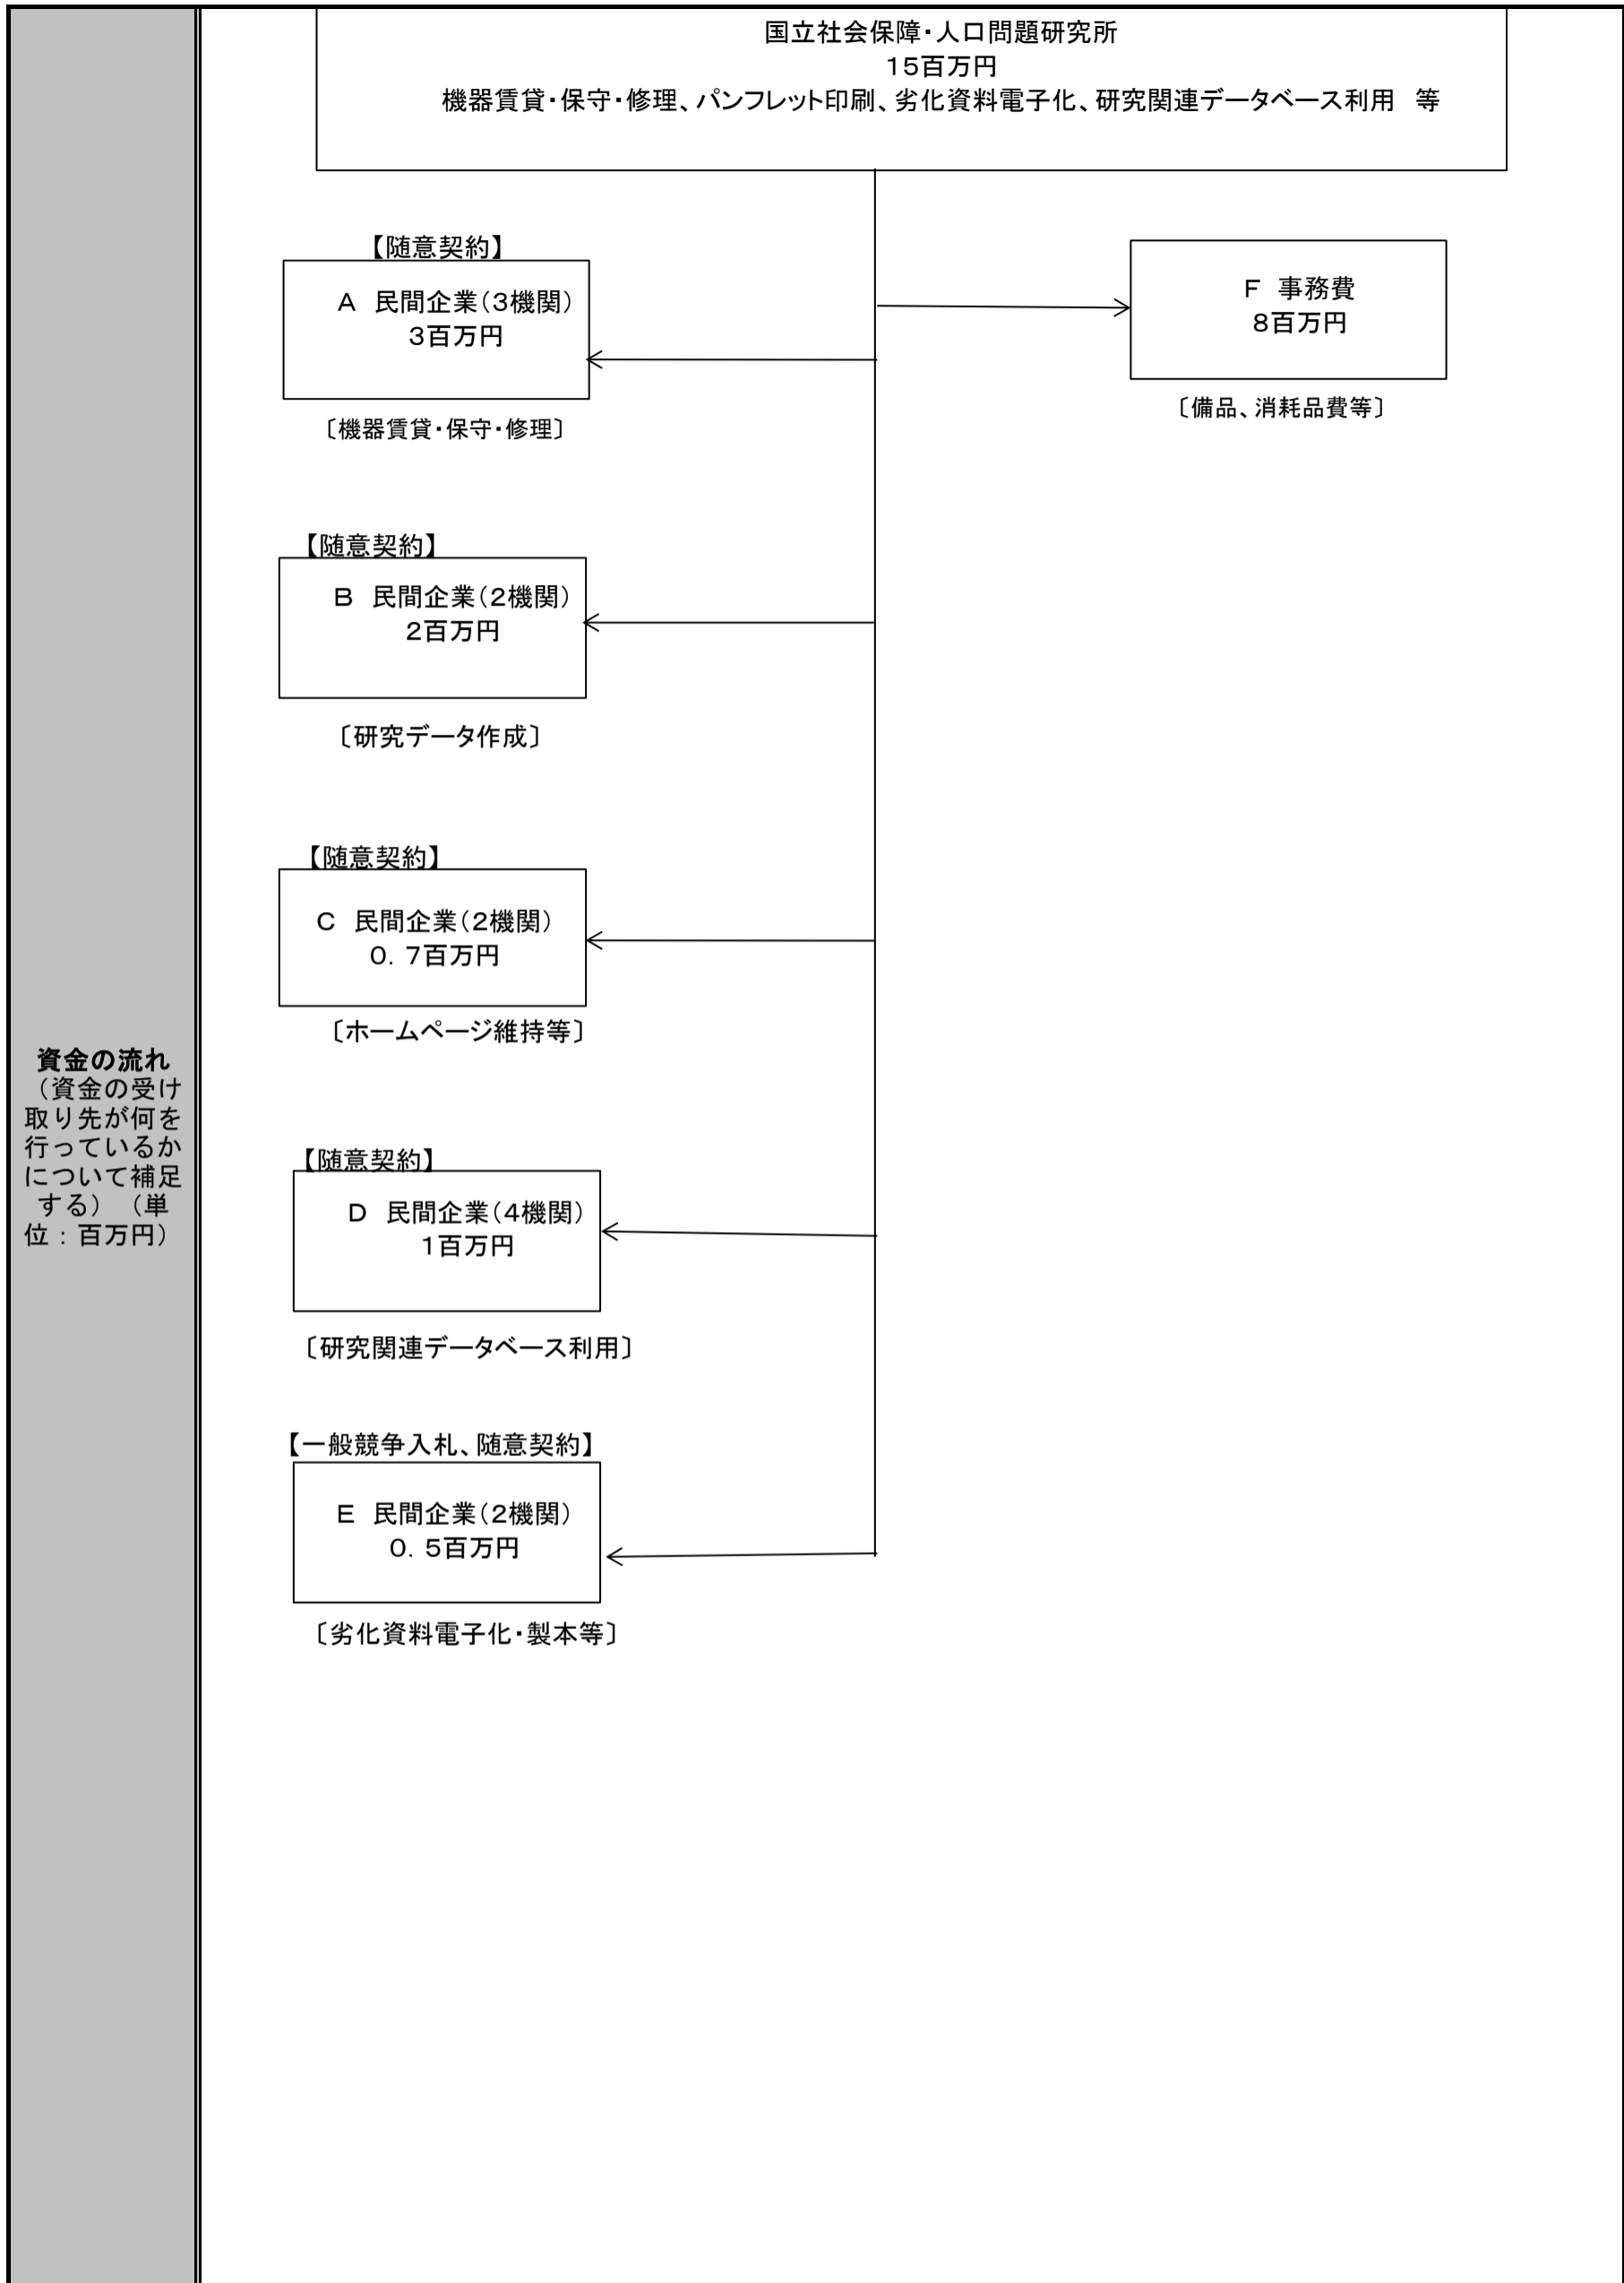 国立社会保障・人口問題研究所
15百万円
機器賃貸・保守・修理、パンフレット印刷、劣化資料電子化、研究関連データベース利用　等
【随意契約】
A　民間企業（3機関）
3百万円
〔機器賃貸・保守・修理〕
F　事務費
8百万円
〔備品、消耗品費等〕
【随意契約】
B　民間企業（2機関）
2百万円
〔研究データ作成〕
【随意契約】
C　民間企業（2機関）
0．7百万円
〔ホームページ維持等〕
資金の流れ
（資金の受け
取り先が何を
行っているか
について補足
する）　（単
位：百万円）
【随意契約】
D　民間企業（4機関）
1百万円
〔研究関連データベース利用〕
【一般競争入札、随意契約】
E　民間企業（2機関）
0．5百万円
〔劣化資料電子化・製本等〕